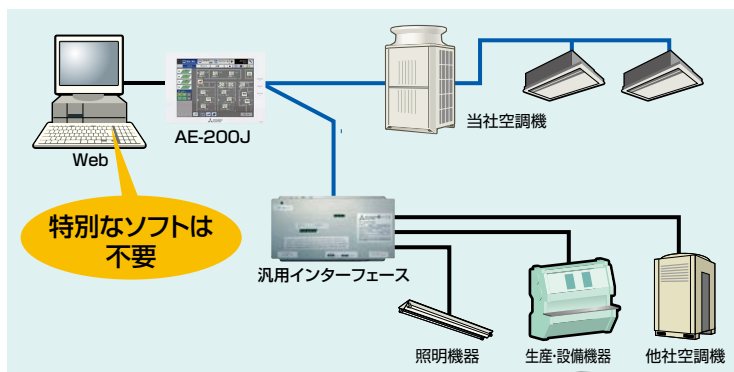 Web
AE-200J
当社空調機
特別なソフトは
不要
汎用インターフェース
照明機器
生産・設備機器
他社空調機